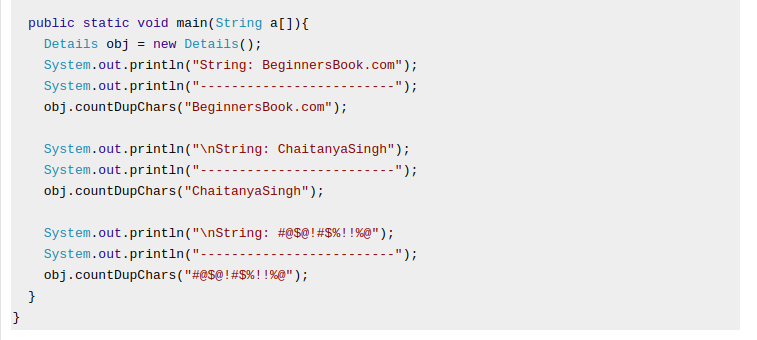 public static void main(String a[]){
Details obj = new Details();
System.out.println("String: BeginnersBook.com");
System.out.println("-------------------------");
obj.countDupChars("BeginnersBook.com");
System.out.println("\nString: ChaitanyaSingh");
System.out.println("-------------------------");
obj.countDupChars("ChaitanyaSingh");
System.out.println("\nString: #@$@!#$%!!%@");
System.out.println("-------------------------");
obj.countDupChars("#@$@!#$%!!%@");
}
}